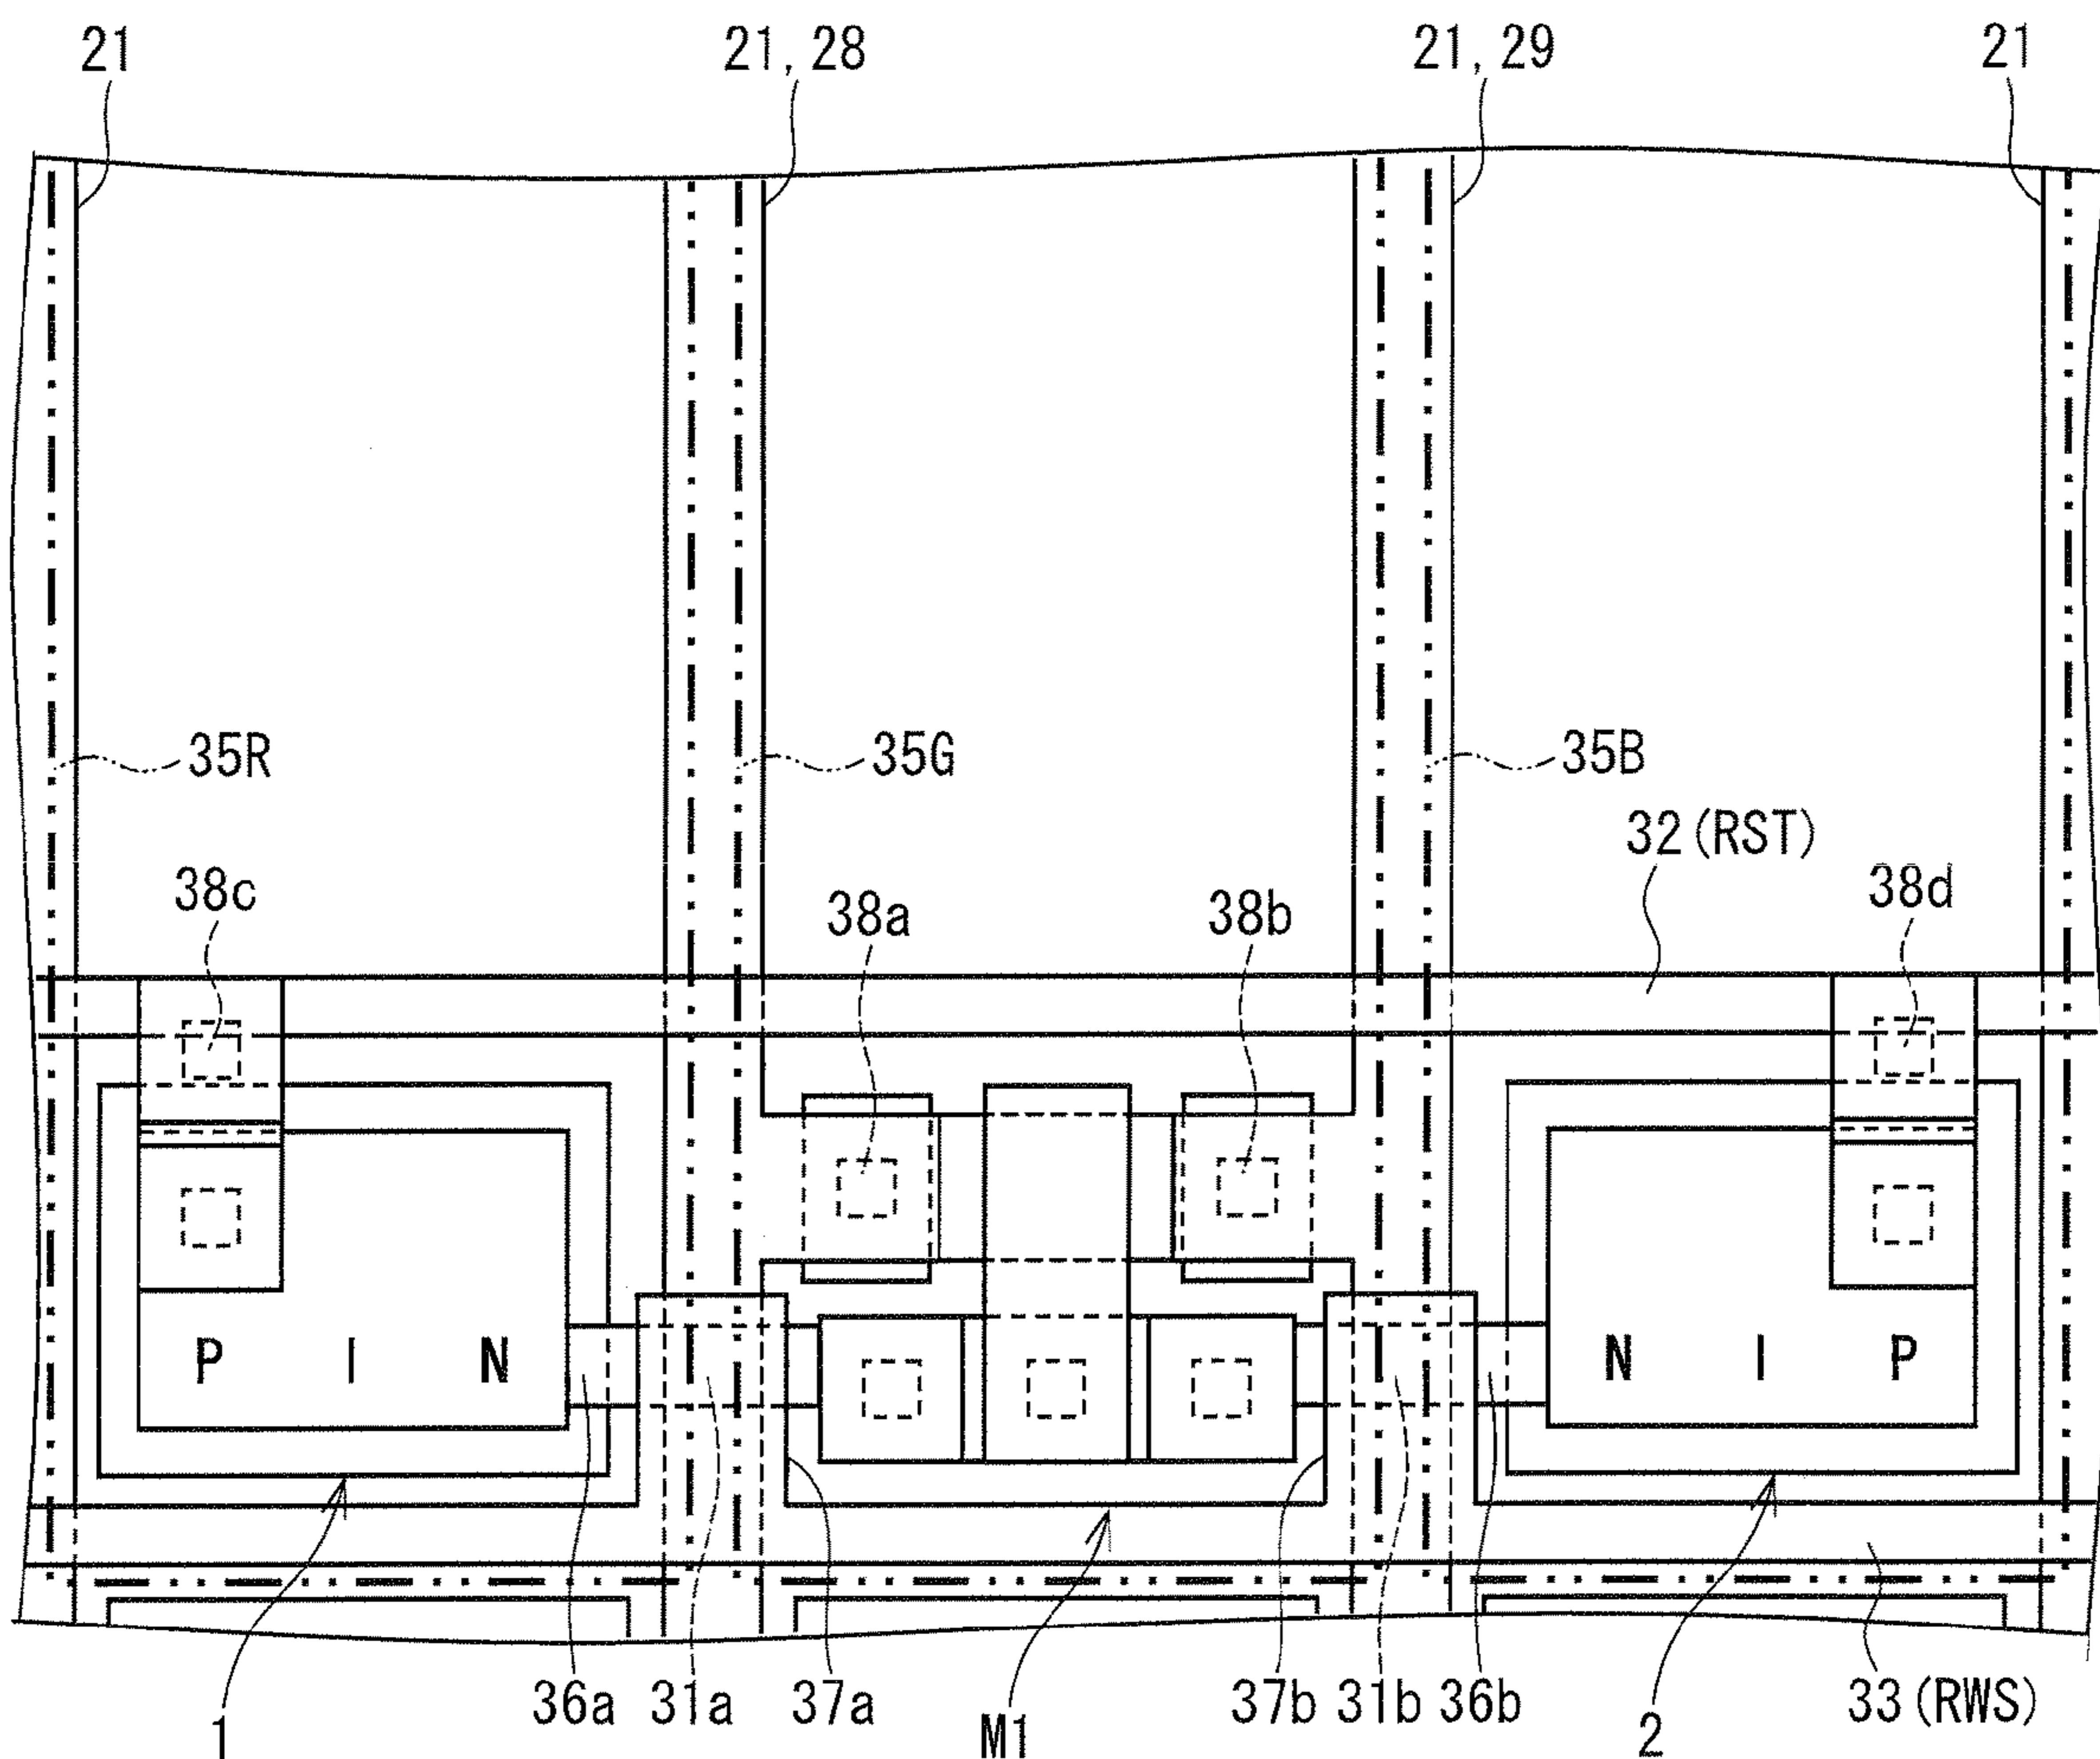 21
21, 28
21, 29
21
35R
35G
35B
32(RST)
38c
38a
38b
38d
P I N
N I P
36a
31a
37a
37b
31b
36b
33(RWS)
1
M1
2